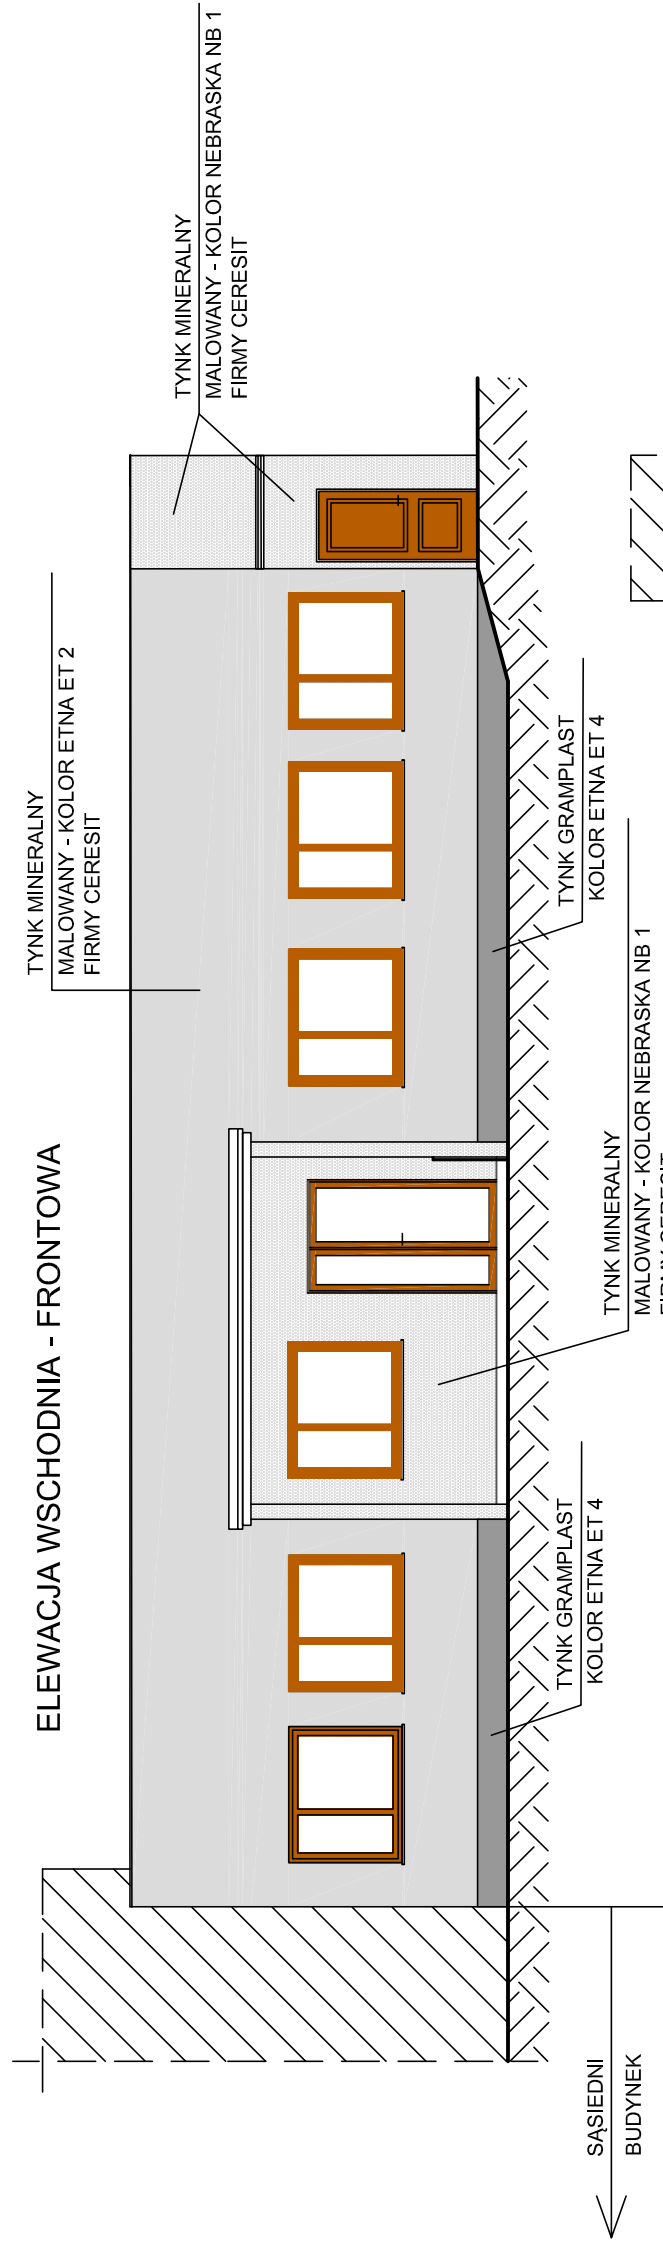 ELEWACJA WSCHODNIA - FRONTOWA
TYNK MINERALNY
MALOWANY - KOLOR ETNA ET 2
FIRMY CERESIT
TYNK MINERALNY
MALOWANY - KOLOR NEBRASKA NB 1
FIRMY CERESIT
SĄSIEDNI
BUDYNEK
TYNK GRAMPLAST
KOLOR ETNA ET 4
TYNK MINERALNY
MALOWANY - KOLOR NEBRASKA NB 1
FIRMY CERESIT
TYNK GRAMPLAST
KOLOR ETNA ET 4